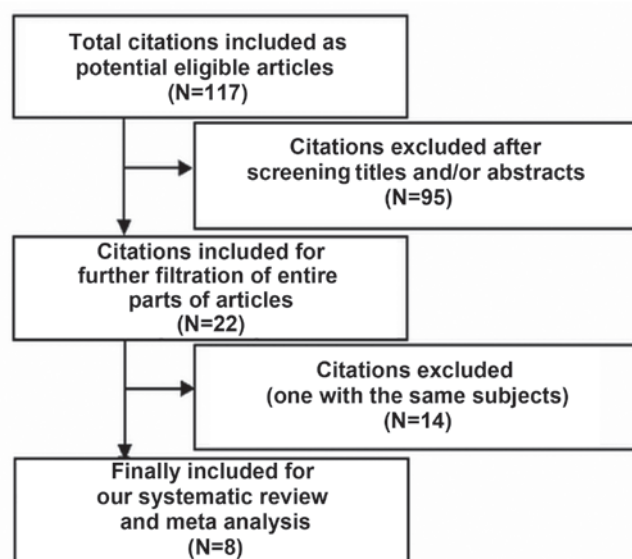 Total citations included as
potential eligible articles
(N=117)
Citations excluded after
screening titles and/or abstracts
(N=95)
Citations included for
further filtration of entire
parts of articles
(N=22)
Citations excluded
(one with the same subjects)
(N=14)
Finally included for
our systematic review
and meta analysis
(N=8)